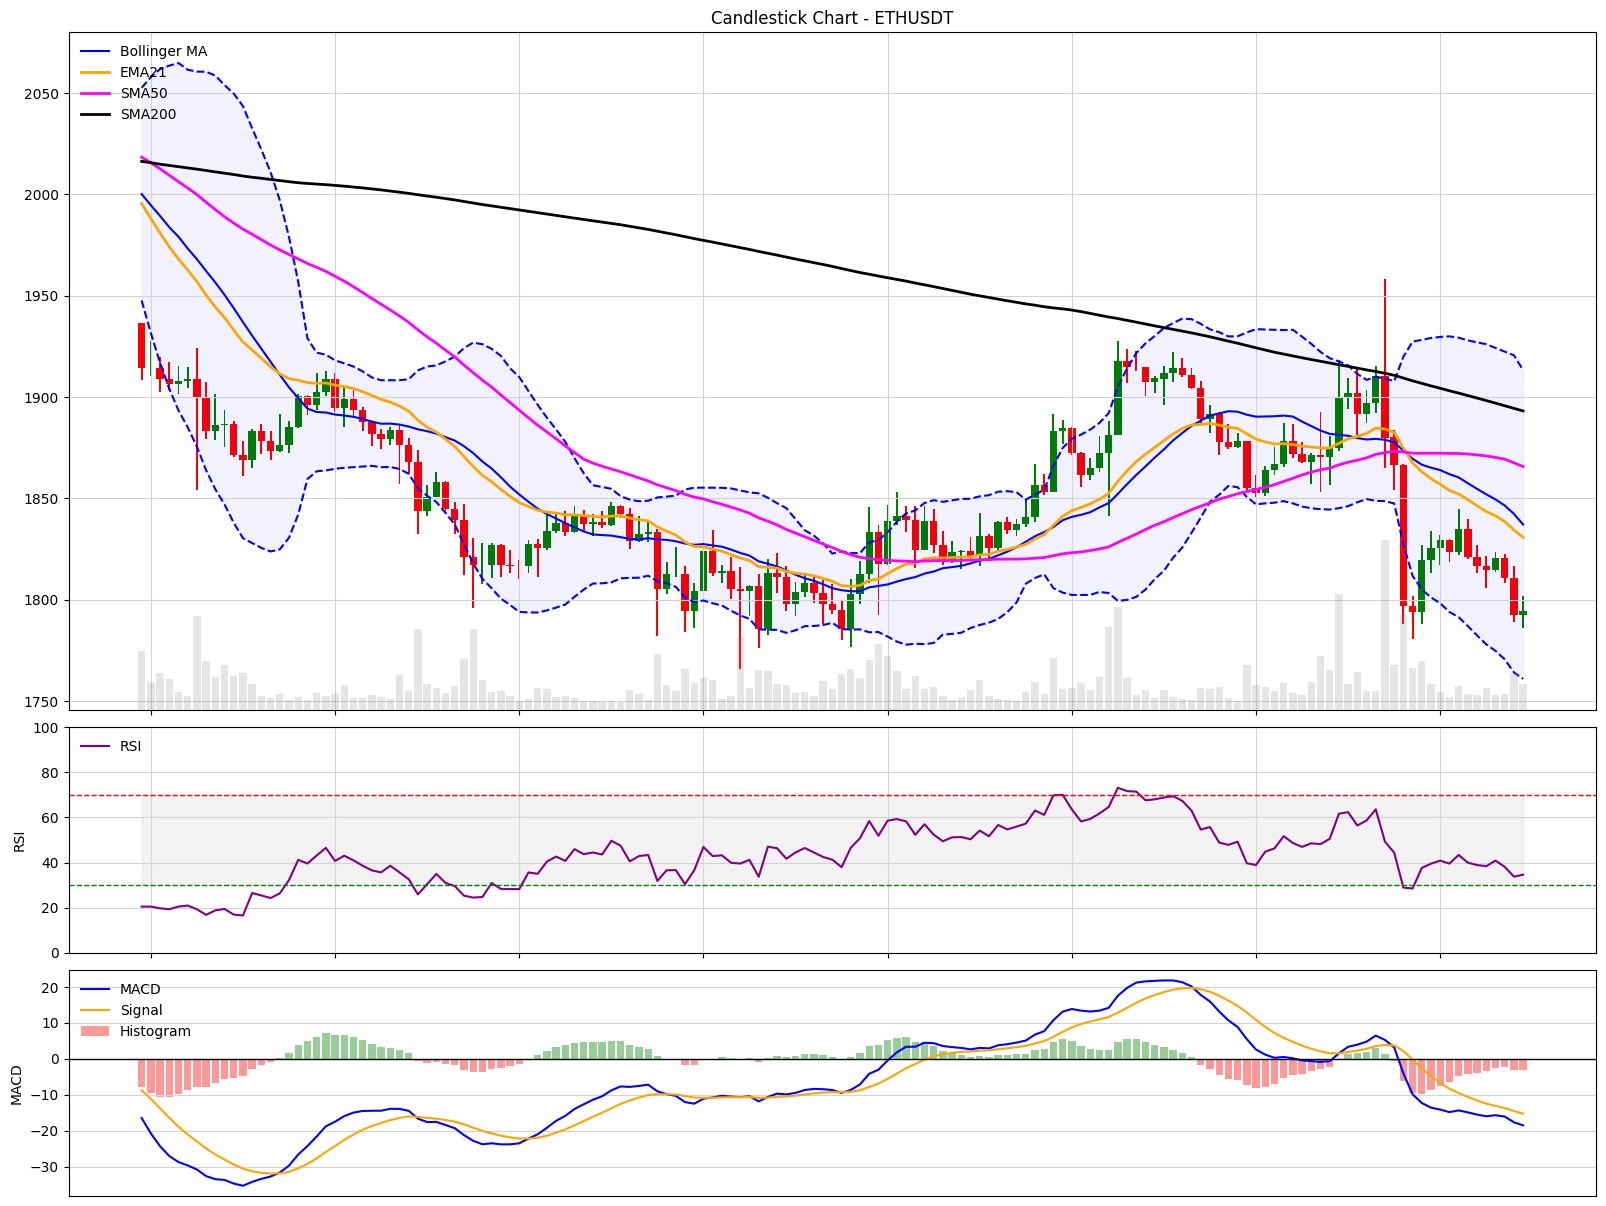 Candlestick Chart - ETHUSDT
Bollinger MA
EMA21
SMA50
SMA200
2050
2000
1950
1900
1850
1800
1750
RSI
100
80
60
40
20
0
RSI
MACD
Signal
Histogram
20
10
0
−10
−20
−30
MACD